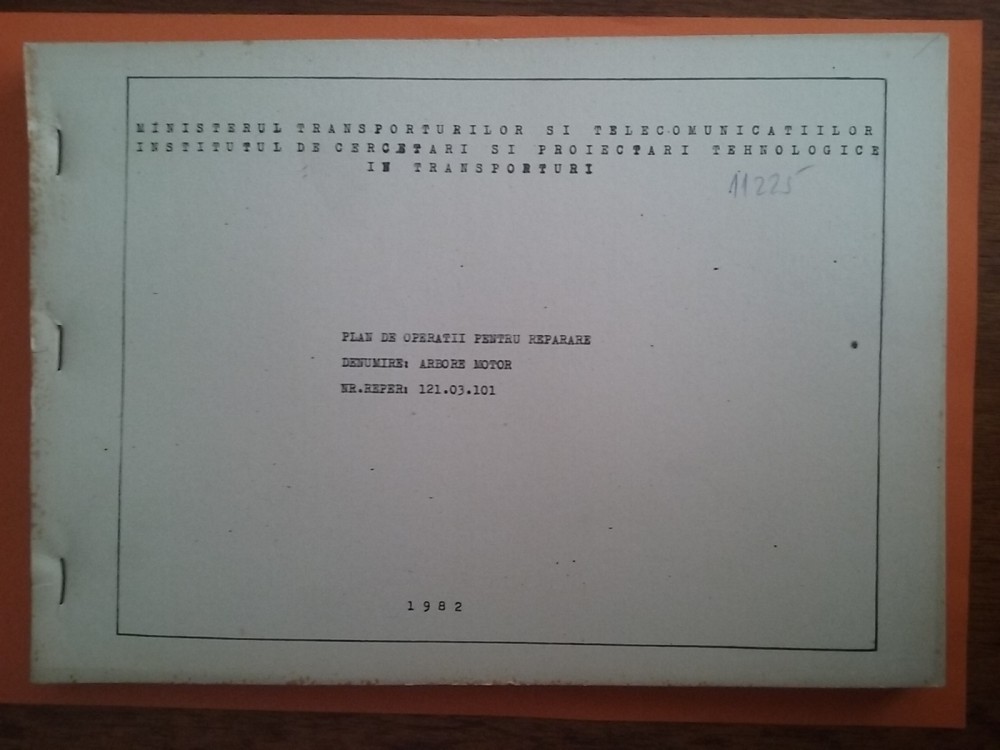 MINISTERUL TRANSPORTURILOR SI TELECOMUNICATIILOR
INSTITUTUL DE CERCETARI SI PROIECTARI TEHNOLOGICE
IN TRANSPORTURI
11225
PLAN DE OPERATII PENTRU REPARARE
DENUMIRE: ARBORE MOTOR
NR.REPER: 121.03.101
1982